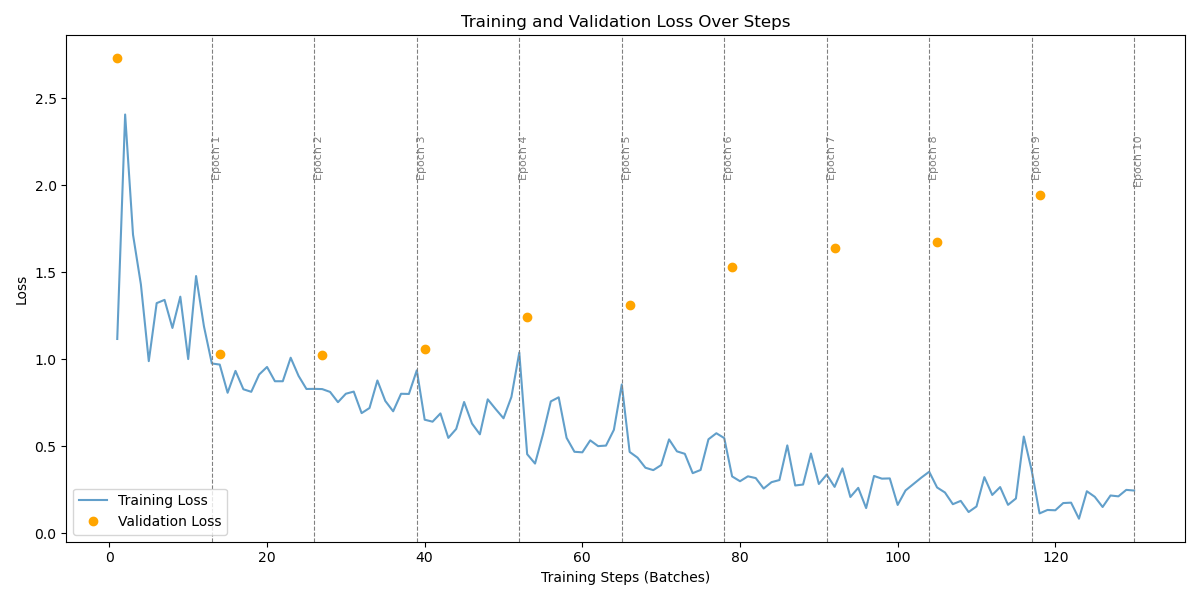 Training and Validation Loss Over Steps
Loss
2.5
2.0
1.5
1.0
0.5
0.0
Epoch 1
Epoch 2
Epoch 3
Epoch 4
Epoch 5
Epoch 6
Epoch 7
Epoch 8
Epoch 9
Epoch 10
Training Loss
Validation Loss
0 20 40 60 80 100 120
Training Steps (Batches)